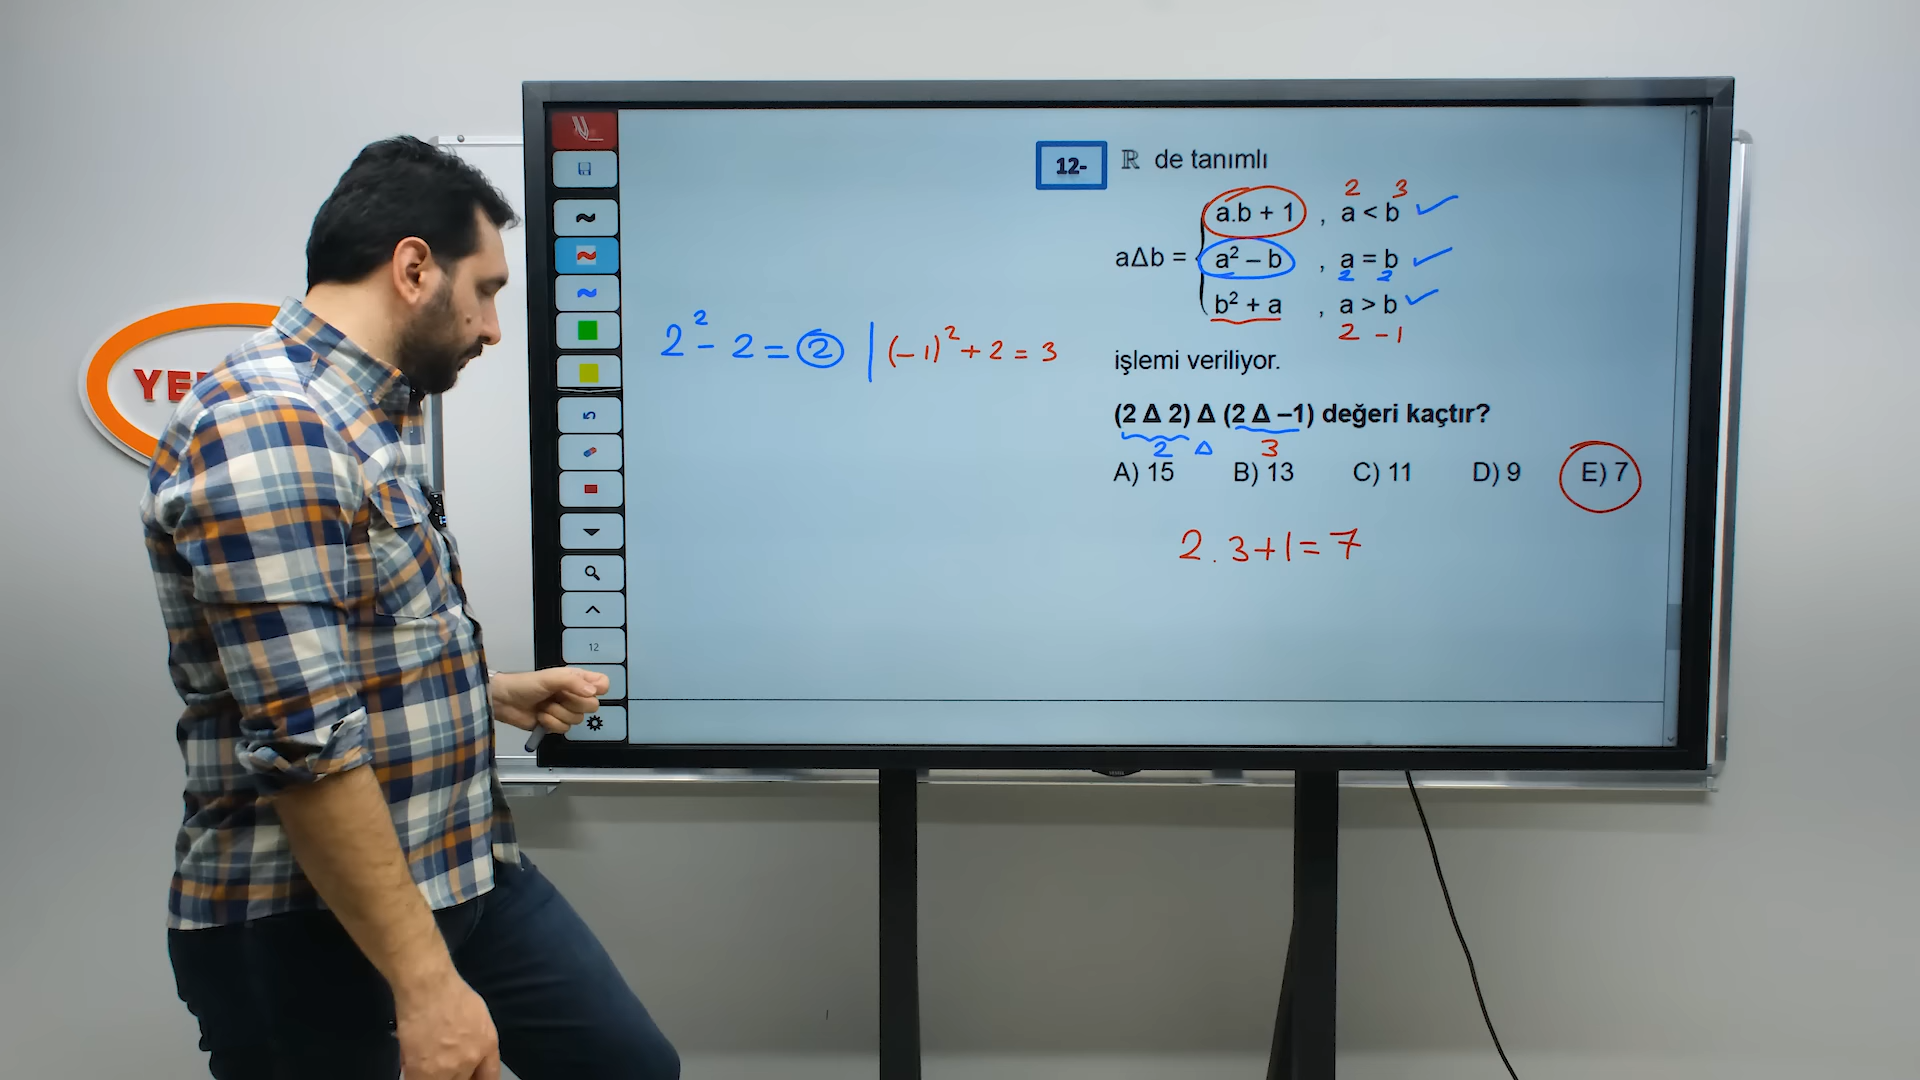 12- ℝ de tanımlı
2 3
a.b + 1 , a < b
aΔb = a² – b , a = b
2 2
b² + a , a > b
2 -1
2² - 2 = 2 | (-1)² + 2 = 3
işlemi veriliyor.
(2 Δ 2) Δ (2 Δ –1) değeri kaçtır?
2 Δ 3
A) 15 B) 13 C) 11 D) 9 E) 7
2 . 3 + 1 = 7
12